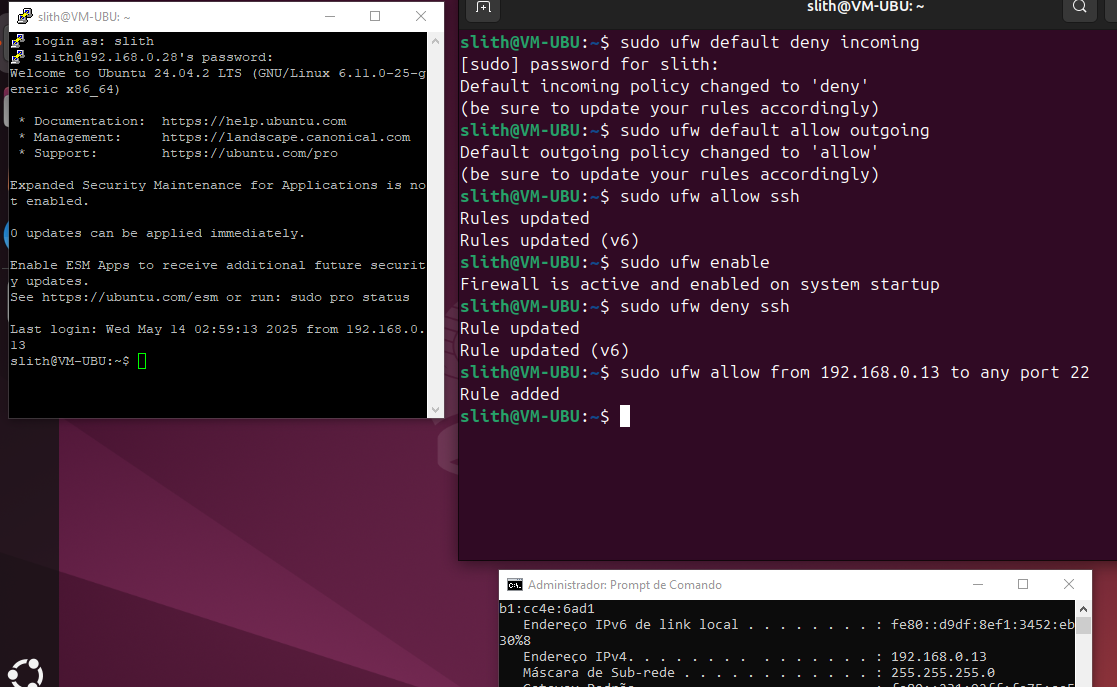 slith@VM-UBU: ~
login as: slith
slith@192.168.0.28's password:
Welcome to Ubuntu 24.04.2 LTS (GNU/Linux 6.11.0-25-g
eneric x86_64)
* Documentation:  https://help.ubuntu.com
* Management:     https://landscape.canonical.com
* Support:        https://ubuntu.com/pro
Expanded Security Maintenance for Applications is no
t enabled.
0 updates can be applied immediately.
Enable ESM Apps to receive additional future securit
y updates.
See https://ubuntu.com/esm or run: sudo pro status
Last login: Wed May 14 02:59:13 2025 from 192.168.0.
13
slith@VM-UBU:~$
slith@VM-UBU: ~
slith@VM-UBU:~$ sudo ufw default deny incoming
[sudo] password for slith:
Default incoming policy changed to 'deny'
(be sure to update your rules accordingly)
slith@VM-UBU:~$ sudo ufw default allow outgoing
Default outgoing policy changed to 'allow'
(be sure to update your rules accordingly)
slith@VM-UBU:~$ sudo ufw allow ssh
Rules updated
Rules updated (v6)
slith@VM-UBU:~$ sudo ufw enable
Firewall is active and enabled on system startup
slith@VM-UBU:~$ sudo ufw deny ssh
Rule updated
Rule updated (v6)
slith@VM-UBU:~$ sudo ufw allow from 192.168.0.13 to any port 22
Rule added
slith@VM-UBU:~$
Administrador: Prompt de Comando
b1:cc4e:6ad1
Endereço IPv6 de link local . . . . . . . . : fe80::d9df:8ef1:3452:eb
30%8
Endereço IPv4. . . . . . . . . . . . . . . : 192.168.0.13
Máscara de Sub-rede . . . . . . . . . . . . : 255.255.255.0